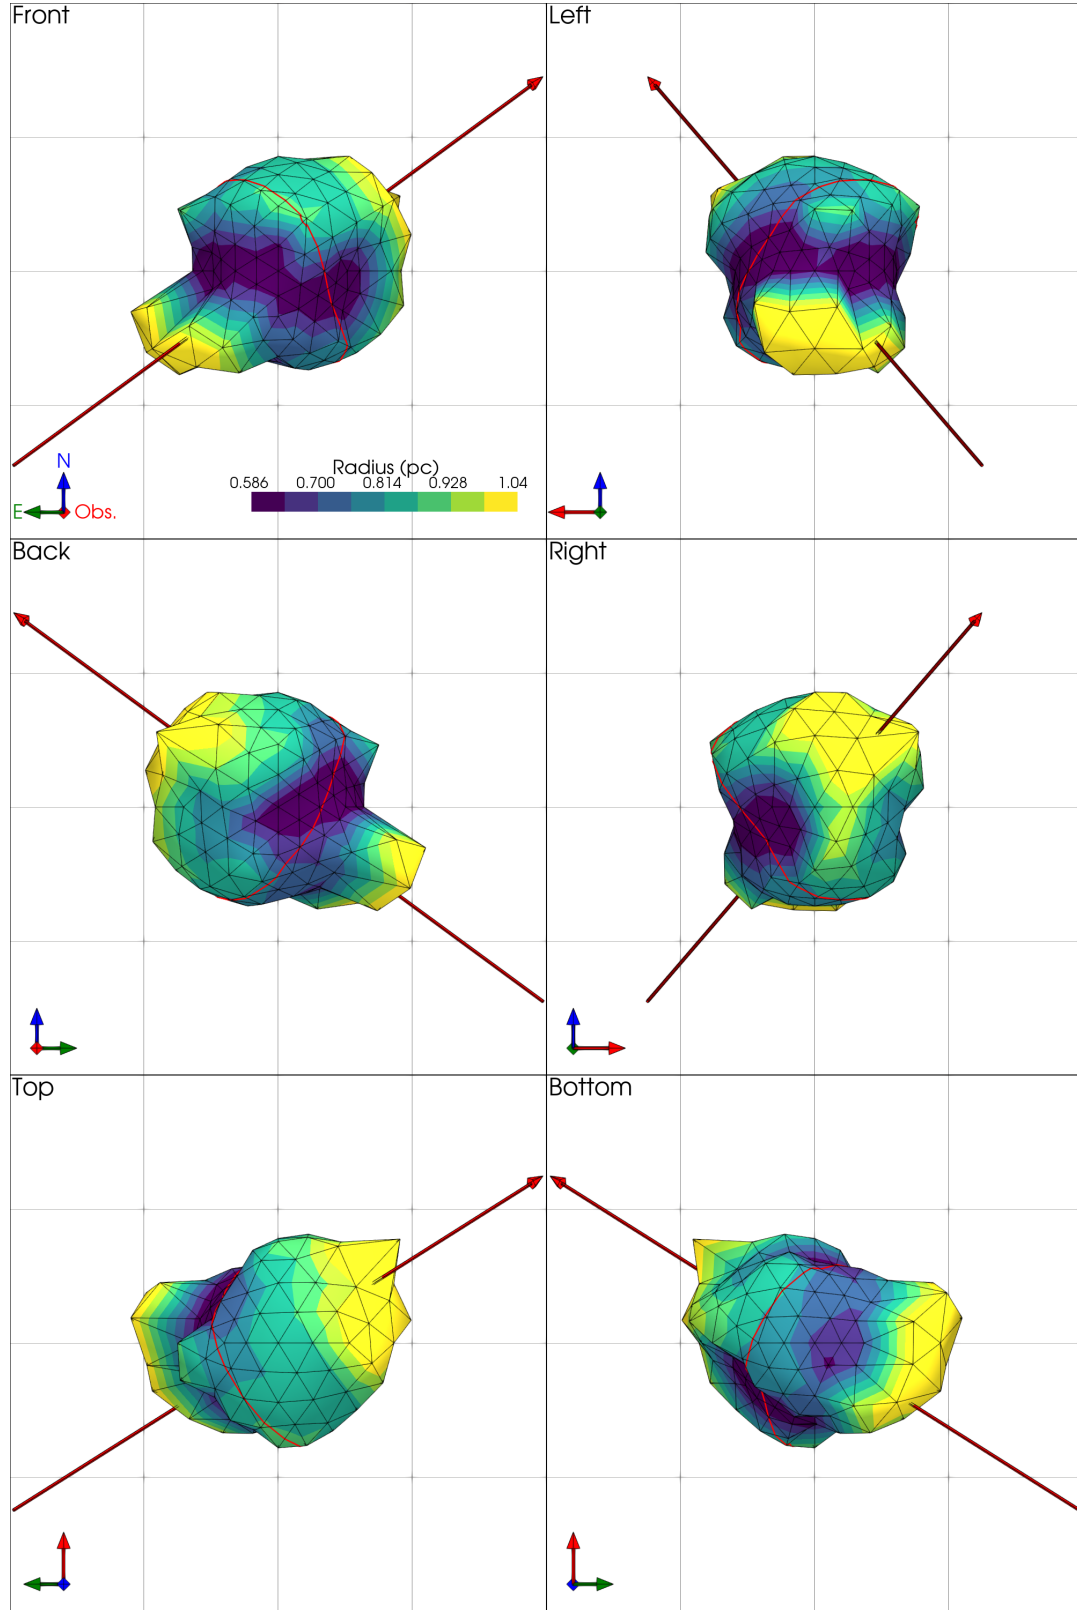 Front
Left
Radius (pc)
0.586 0.700 0.814 0.928 1.04
N
E
Obs.
Back
Right
Top
Bottom